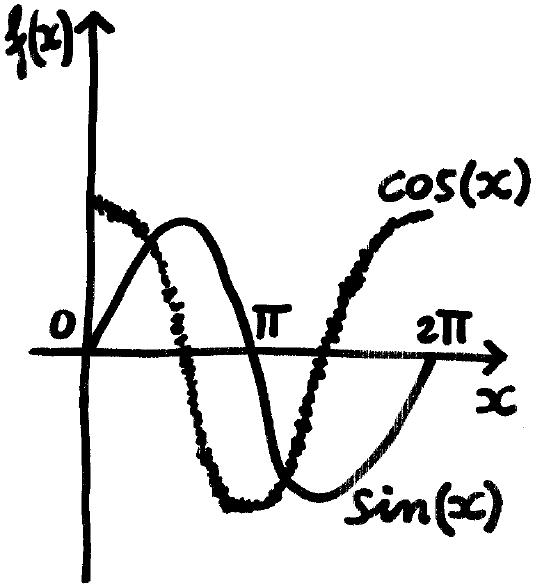 f(x)
cos(x)
0
π
2π
x
sin(x)